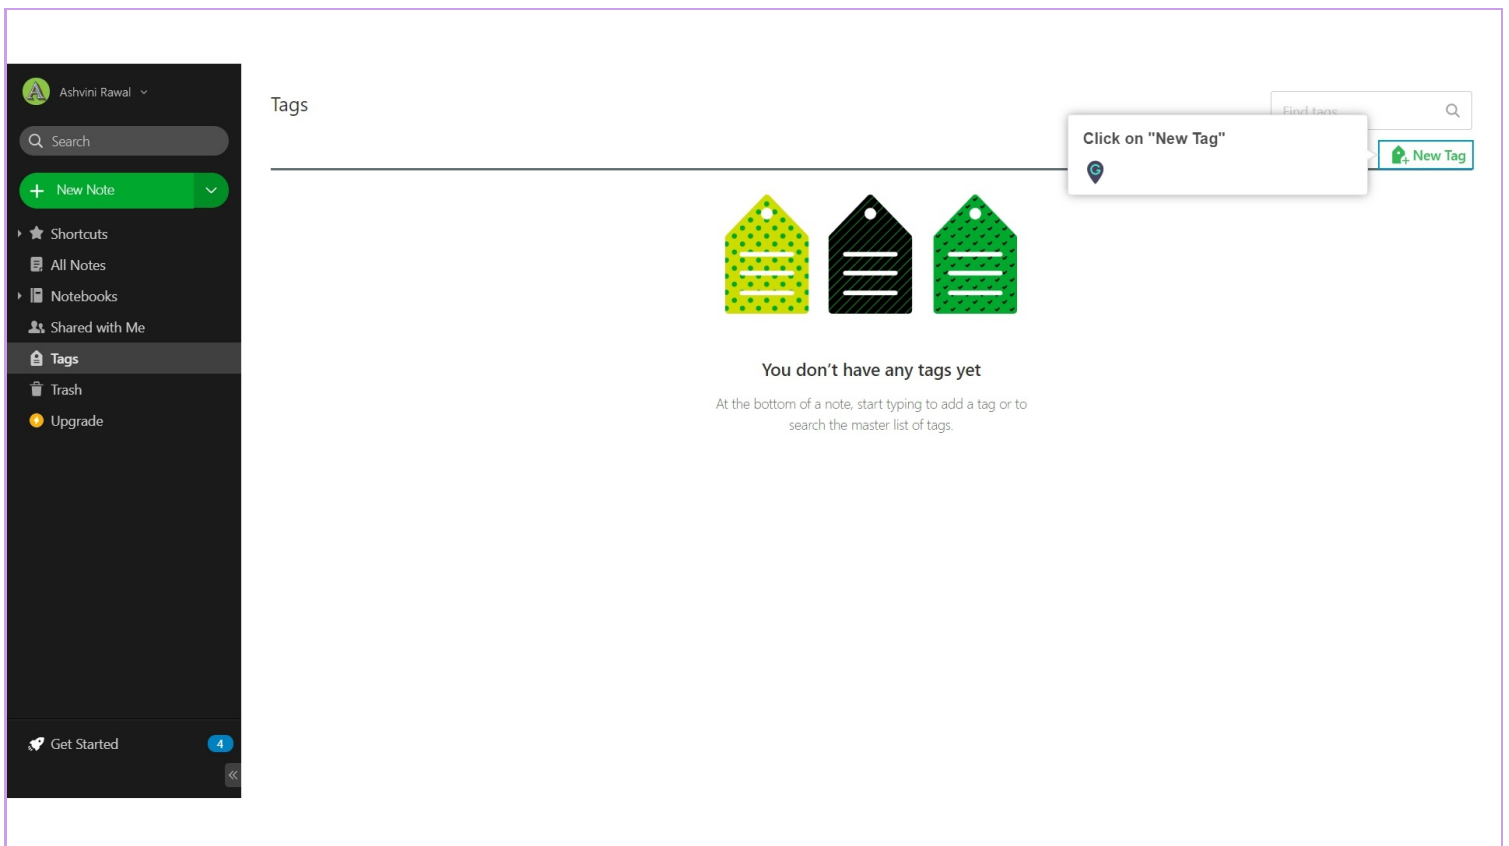 Ashvini Rawal
Search
New Note
Shortcuts
All Notes
Notebooks
Shared with Me
Tags
Trash
Upgrade
Get Started
4
Tags
Find tags
Click on "New Tag"
New Tag
You don't have any tags yet
At the bottom of a note, start typing to add a tag or to
search the master list of tags.